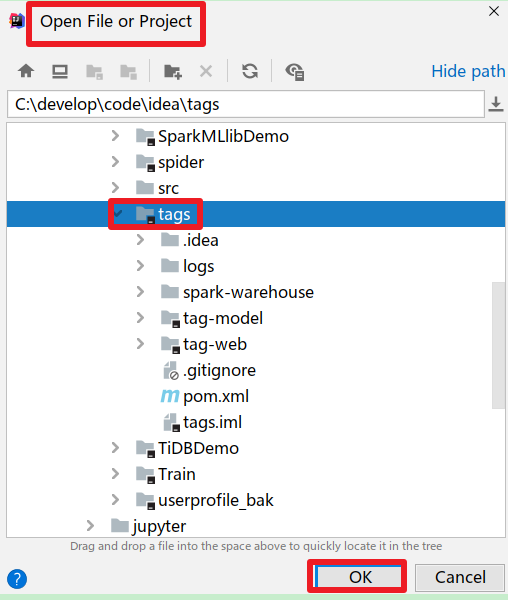 Open File or Project
Hide path
C:\develop\code\idea\tags
SparkMLlibDemo
spider
src
tags
.idea
logs
spark-warehouse
tag-model
tag-web
.gitignore
pom.xml
tags.iml
TiDBDemo
Train
userprofile_bak
jupyter
Drag and drop a file into the space above to quickly locate it in the tree
? OK Cancel